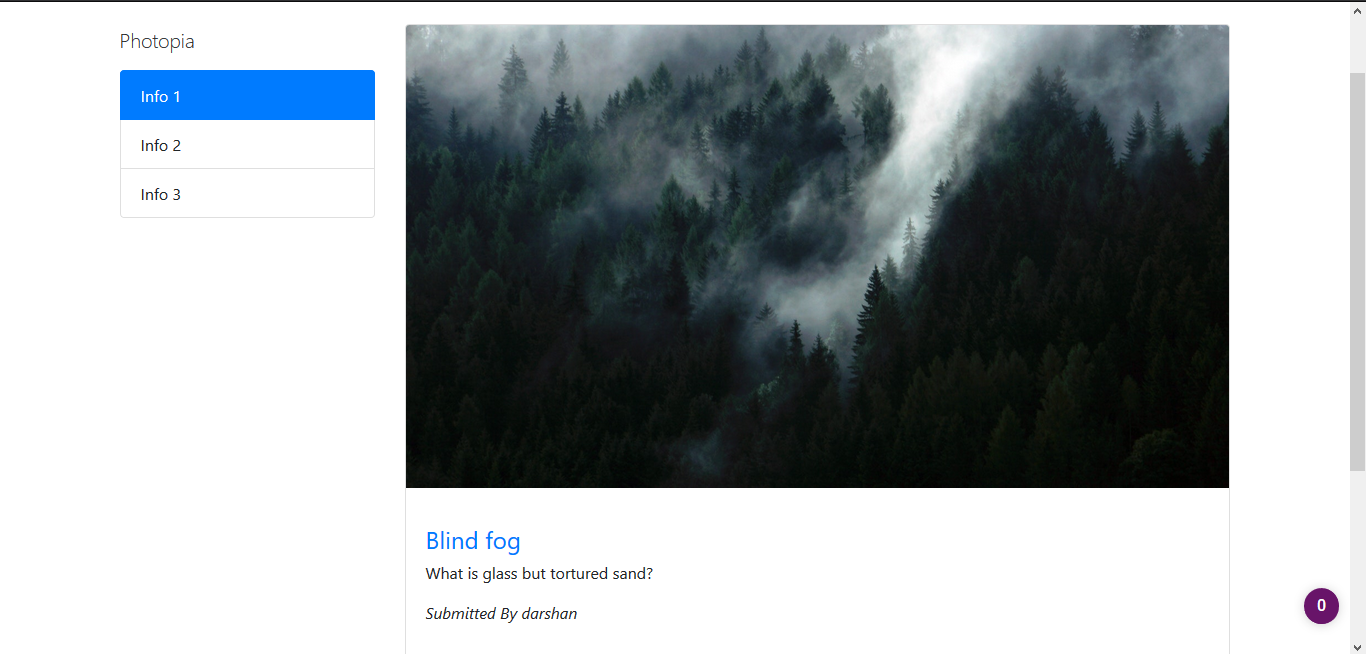 Photopia
Info 1
Info 2
Info 3
Blind fog
What is glass but tortured sand?
Submitted By darshan
0